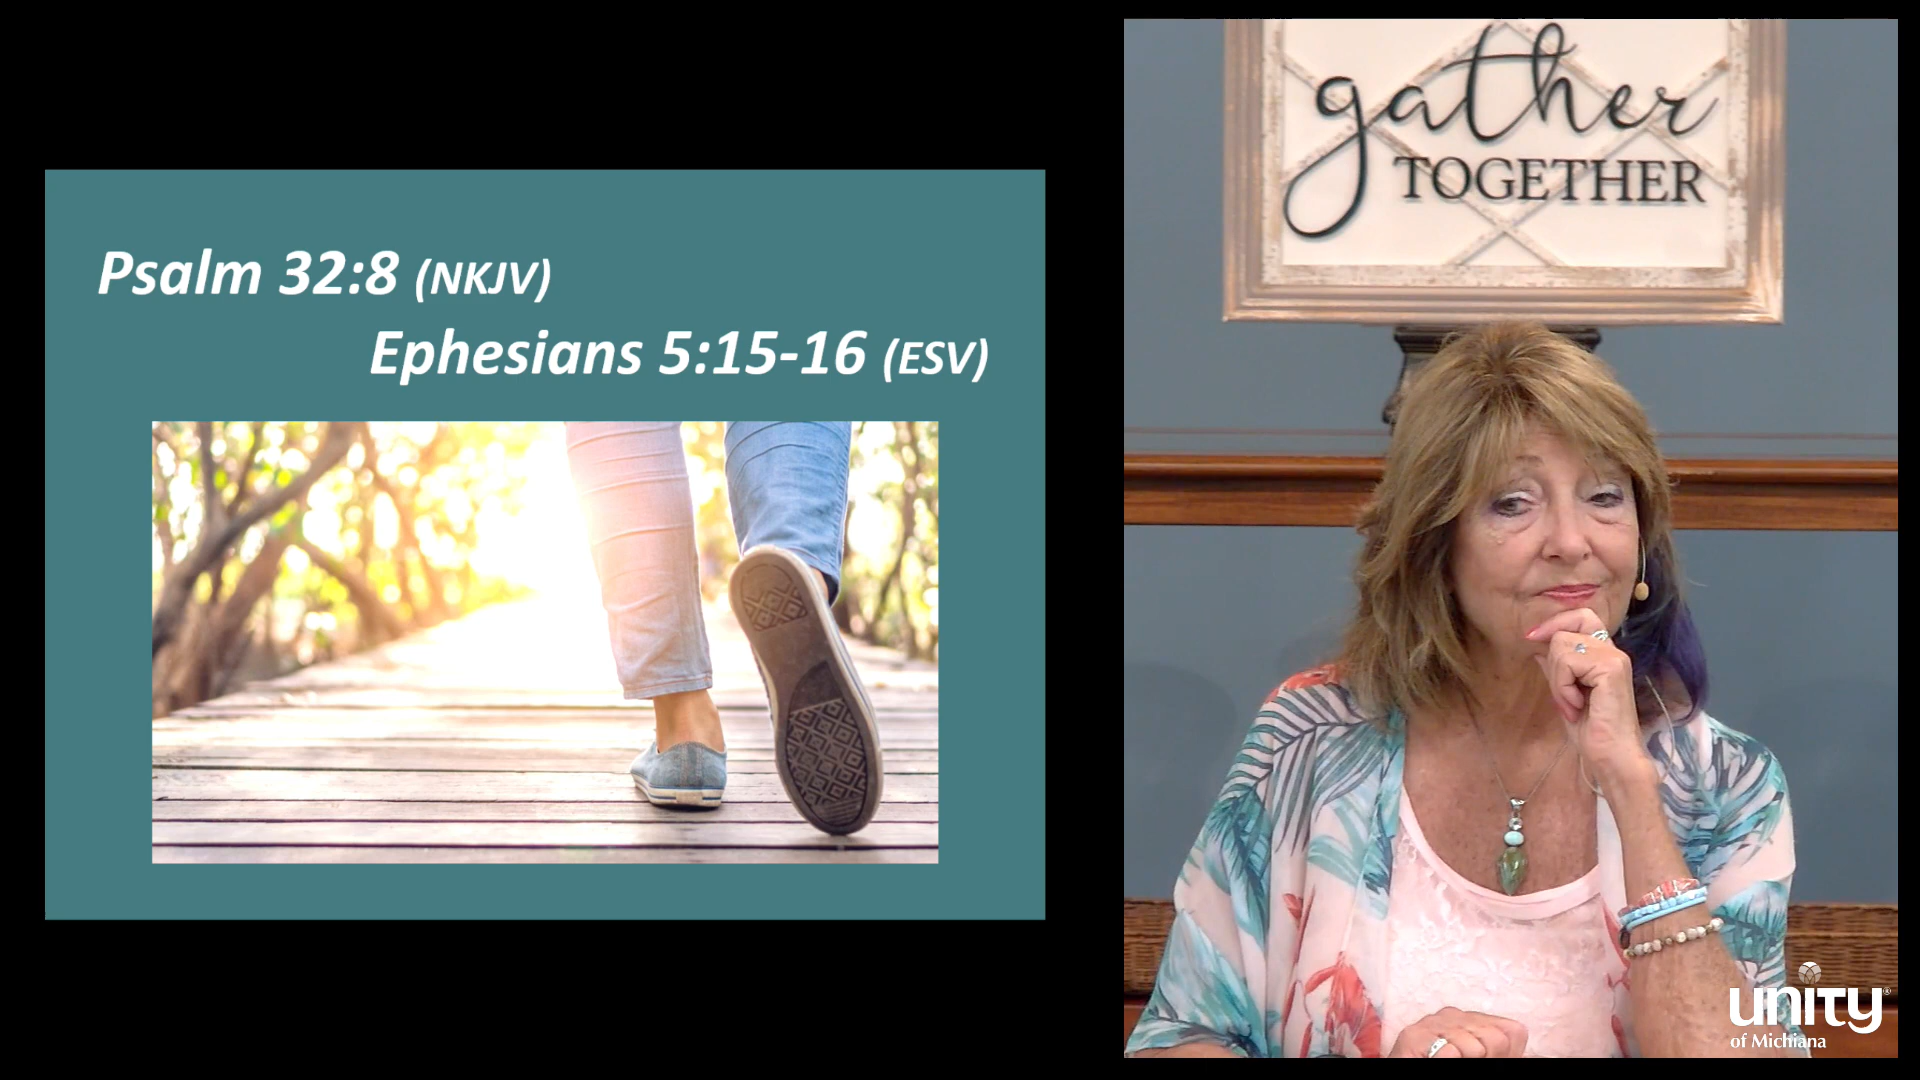 Psalm 32:8 (NKJV)
Ephesians 5:15-16 (ESV)
gather
TOGETHER
unity®
of Michiana